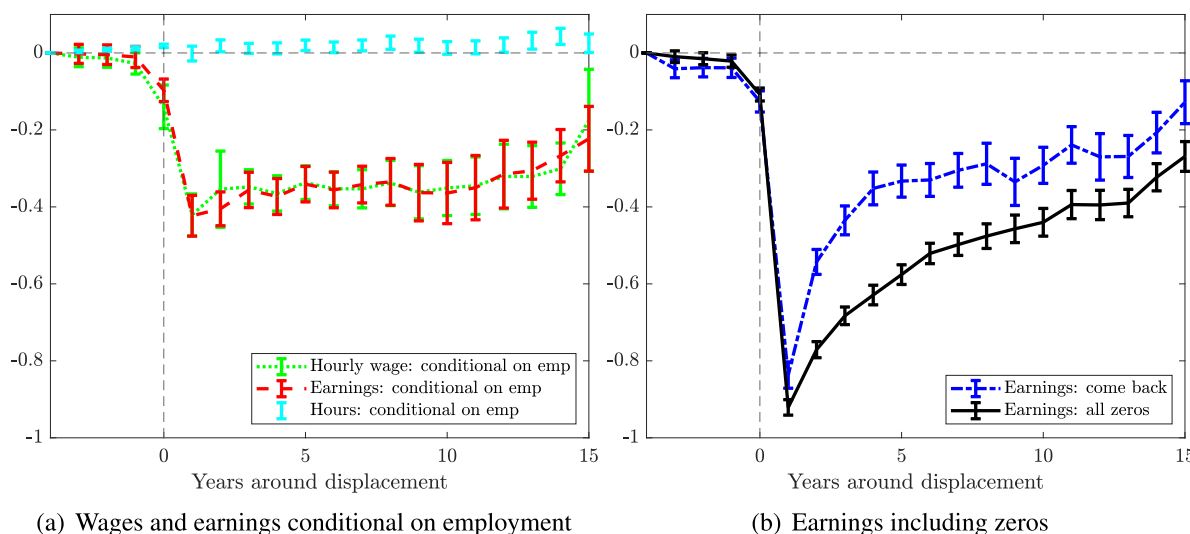 0
-0.2
-0.4
-0.6
-0.8
-1
0 5 10 15
Years around displacement
Hourly wage: conditional on emp
Earnings: conditional on emp
Hours: conditional on emp
(a) Wages and earnings conditional on employment
0
-0.2
-0.4
-0.6
-0.8
-1
0 5 10 15
Years around displacement
Earnings: come back
Earnings: all zeros
(b) Earnings including zeros